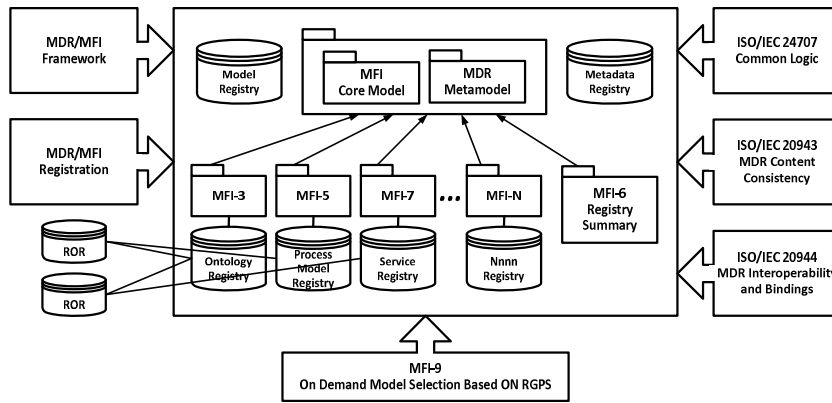 MDR/MFI
Framework
MDR/MFI
Registration
Model
Registry
MFI
Core Model
MDR
Metamodel
Metadata
Registry
ISO/IEC 24707
Common Logic
ISO/IEC 20943
MDR Content
Consistency
ISO/IEC 20944
MDR Interoperability
and Bindings
MFI-3
MFI-5
MFI-7
...
MFI-N
MFI-6
Registry
Summary
ROR
ROR
Ontology
Registry
Process
Model
Registry
Service
Registry
Nnnn
Registry
MFI-9
On Demand Model Selection Based ON RGPS